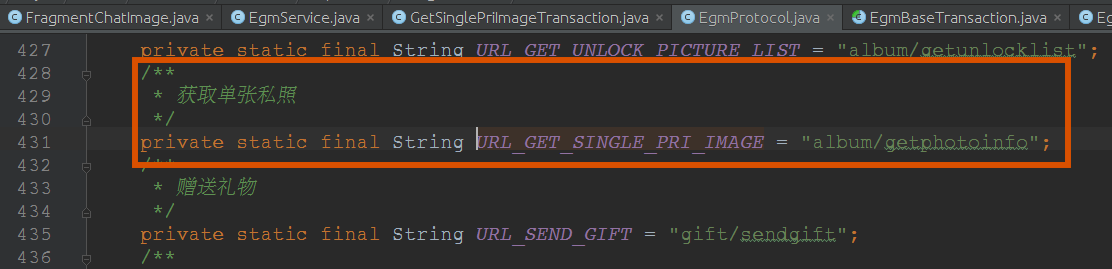 FragmentChatImage.java × EgmService.java × GetSinglePriImageTransaction.java × EgmProtocol.java × EgmBaseTransaction.java ×
427 private static final String URL_GET_UNLOCK_PICTURE_LIST = "album/getunlocklist";
428 /**
429 * 获取单张私照
430 */
431 private static final String URL_GET_SINGLE_PRI_IMAGE = "album/getphotoinfo";
432 /**
433 * 赠送礼物
434 */
435 private static final String URL_SEND_GIFT = "gift/sendgift";
436 /**